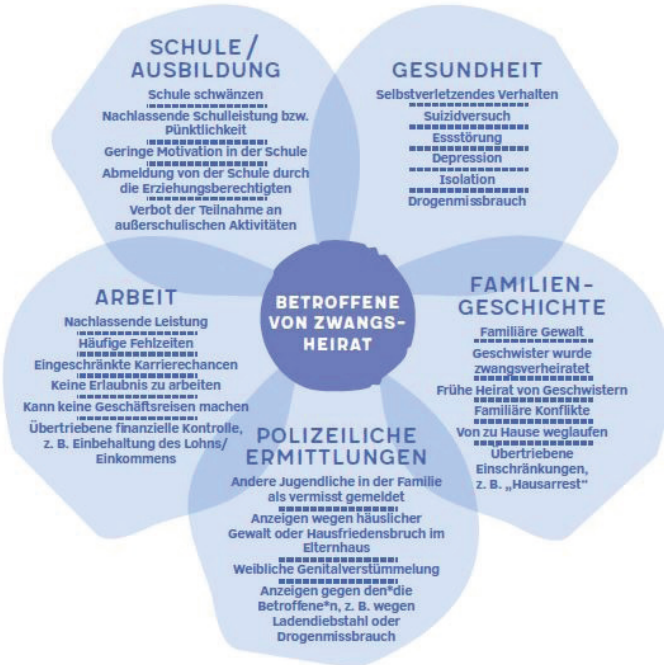 SCHULE/
AUSBILDUNG
Schule schwänzen
Nachlassende Schulleistung bzw.
Pünktlichkeit
Geringe Motivation in der Schule
Abmeldung von der Schule durch
die Erziehungsberechtigten
Verbot der Teilnahme an
außerschulischen Aktivitäten
GESUNDHEIT
Selbstverletzendes Verhalten
Suizidversuch
Essstörung
Depression
Isolation
Drogenmissbrauch
BETROFFENE
VON ZWANGS-
HEIRAT
ARBEIT
Nachlassende Leistung
Häufige Fehlzeiten
Eingeschränkte Karrierechancen
Keine Erlaubnis zu arbeiten
Kann keine Geschäftsreisen machen
Übertriebene finanzielle Kontrolle,
z. B. Einbehaltung des Lohns/
Einkommens
FAMILIEN-
GESCHICHTE
Familiäre Gewalt
Geschwister wurde
zwangsverheiratet
Frühe Heirat von Geschwistern
Familiäre Konflikte
Von zu Hause weglaufen
Übertriebene
Einschränkungen,
z. B. „Hausarrest“
POLIZEILICHE
ERMITTLUNGEN
Andere Jugendliche in der Familie
als vermisst gemeldet
Anzeigen wegen häuslicher
Gewalt oder Hausfriedensbruch im
Elternhaus
Weibliche Genitalverstümmelung
Anzeigen gegen den*die
Betroffene*n, z. B. wegen
Ladendiebstahl oder
Drogenmissbrauch